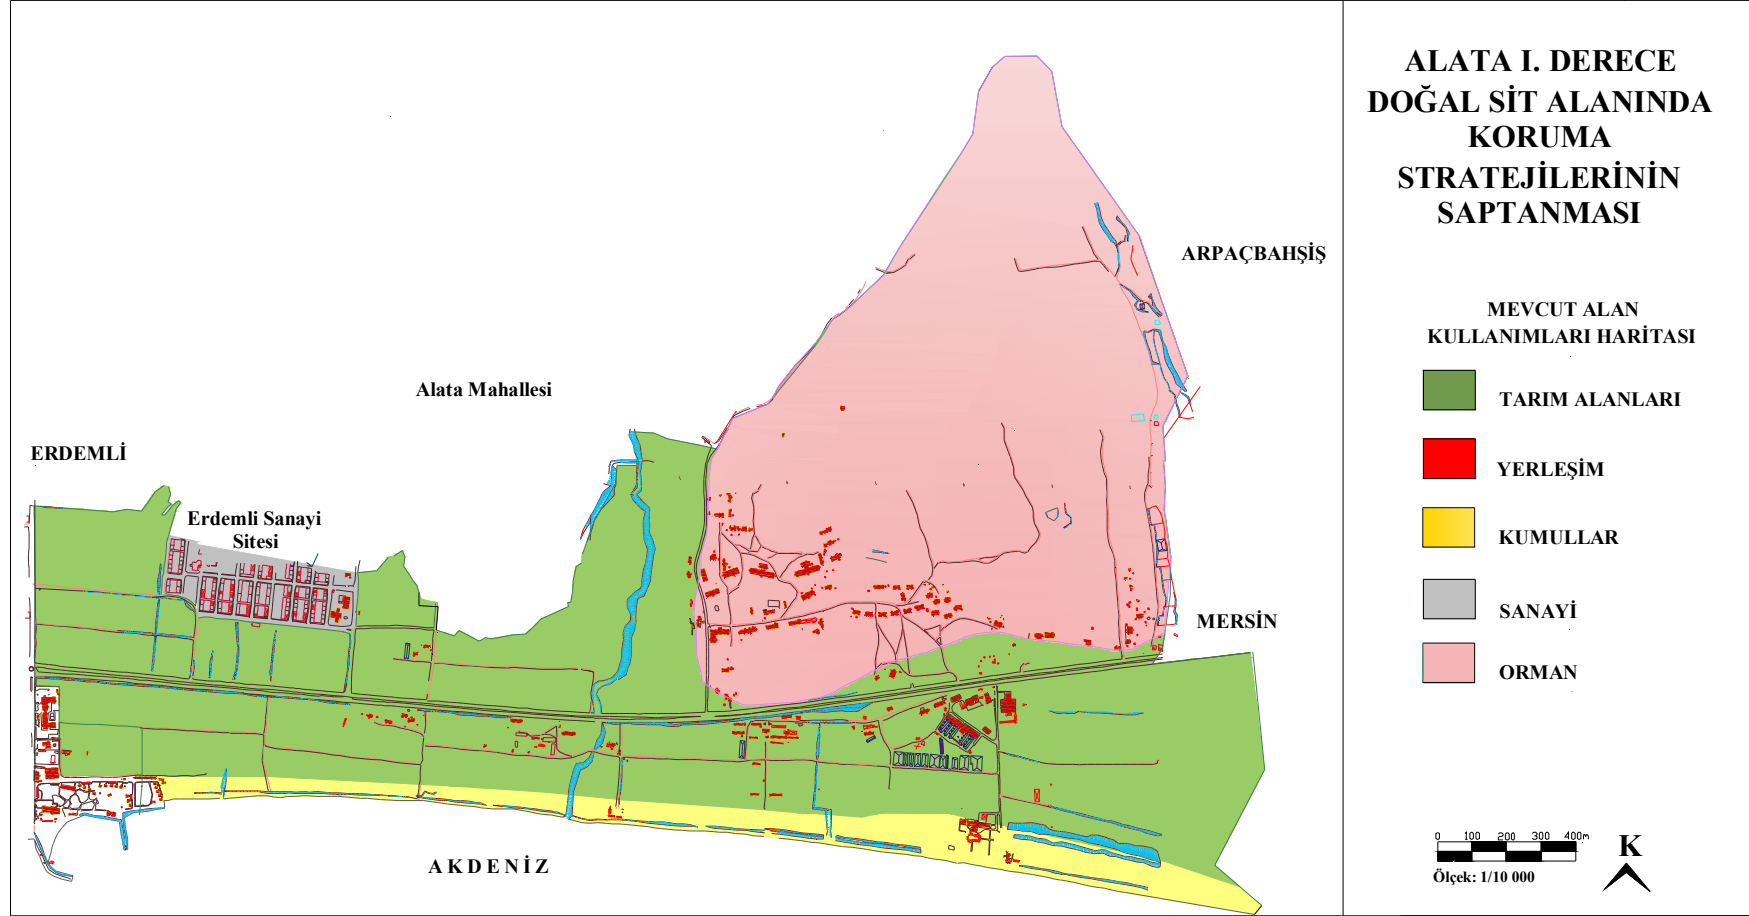 ALATA I. DERECE
DOĞAL SİT ALANINDA
KORUMA
STRATEJİLERİNİN
SAPTANMASI
ARPAÇBAHŞİŞ
MEVCUT ALAN
KULLANIMLARI HARİTASI
Alata Mahallesi
TARIM ALANLARI
ERDEMLİ
YERLEŞİM
Erdemli Sanayi
Sitesi
KUMULLAR
SANAYİ
MERSİN
ORMAN
AKDENİZ
0 100 200 300 400m
K
Ölçek: 1/10 000